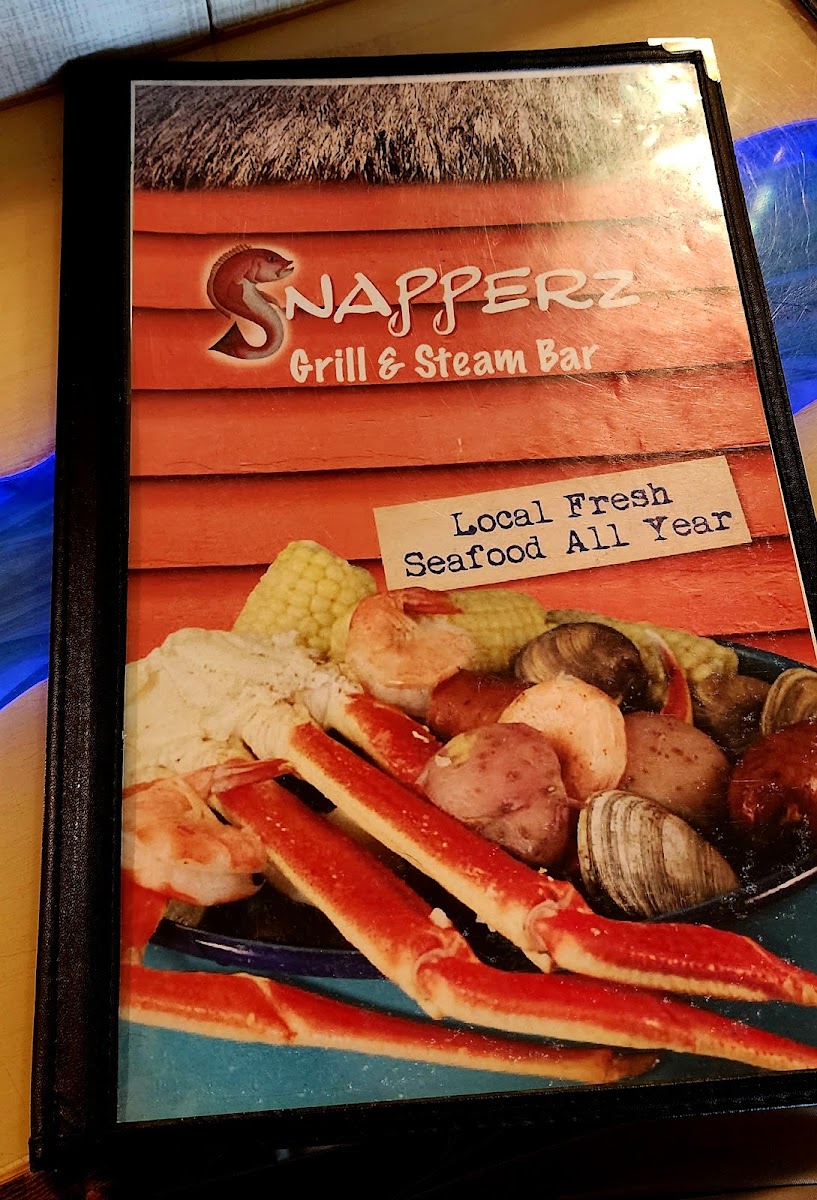 SNAPPERZ
Grill & Steam Bar
Local Fresh
Seafood All Year